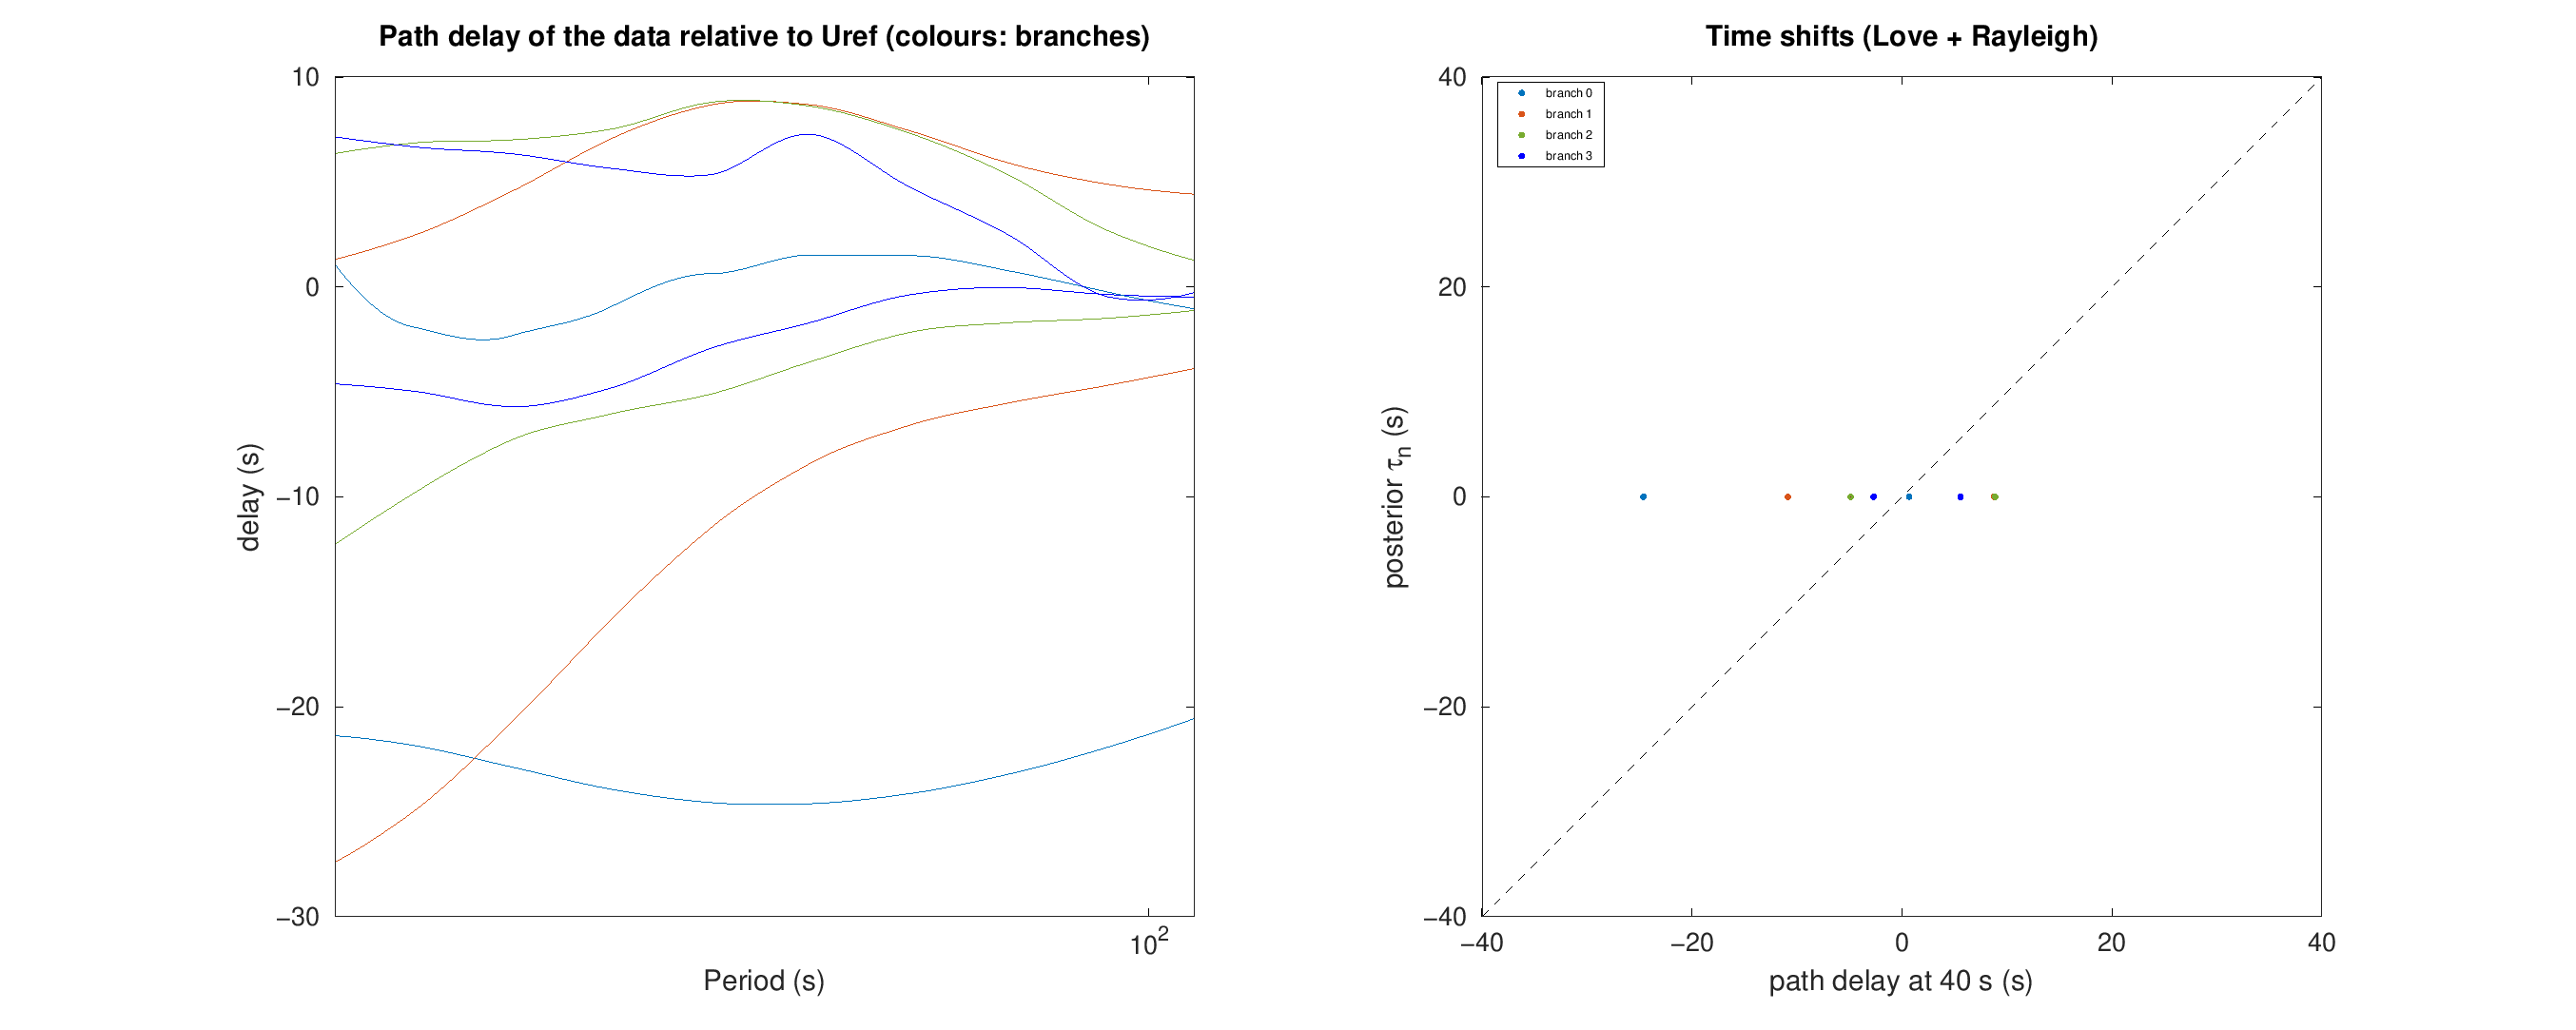 Path delay of the data relative to Uref (colours: branches)
10
0
−10
−20
−30
delay (s)
10²
Period (s)
Time shifts (Love + Rayleigh)
branch 0
branch 1
branch 2
branch 3
40
20
0
−20
−40
posterior τn (s)
−40
−20
0
20
40
path delay at 40 s (s)